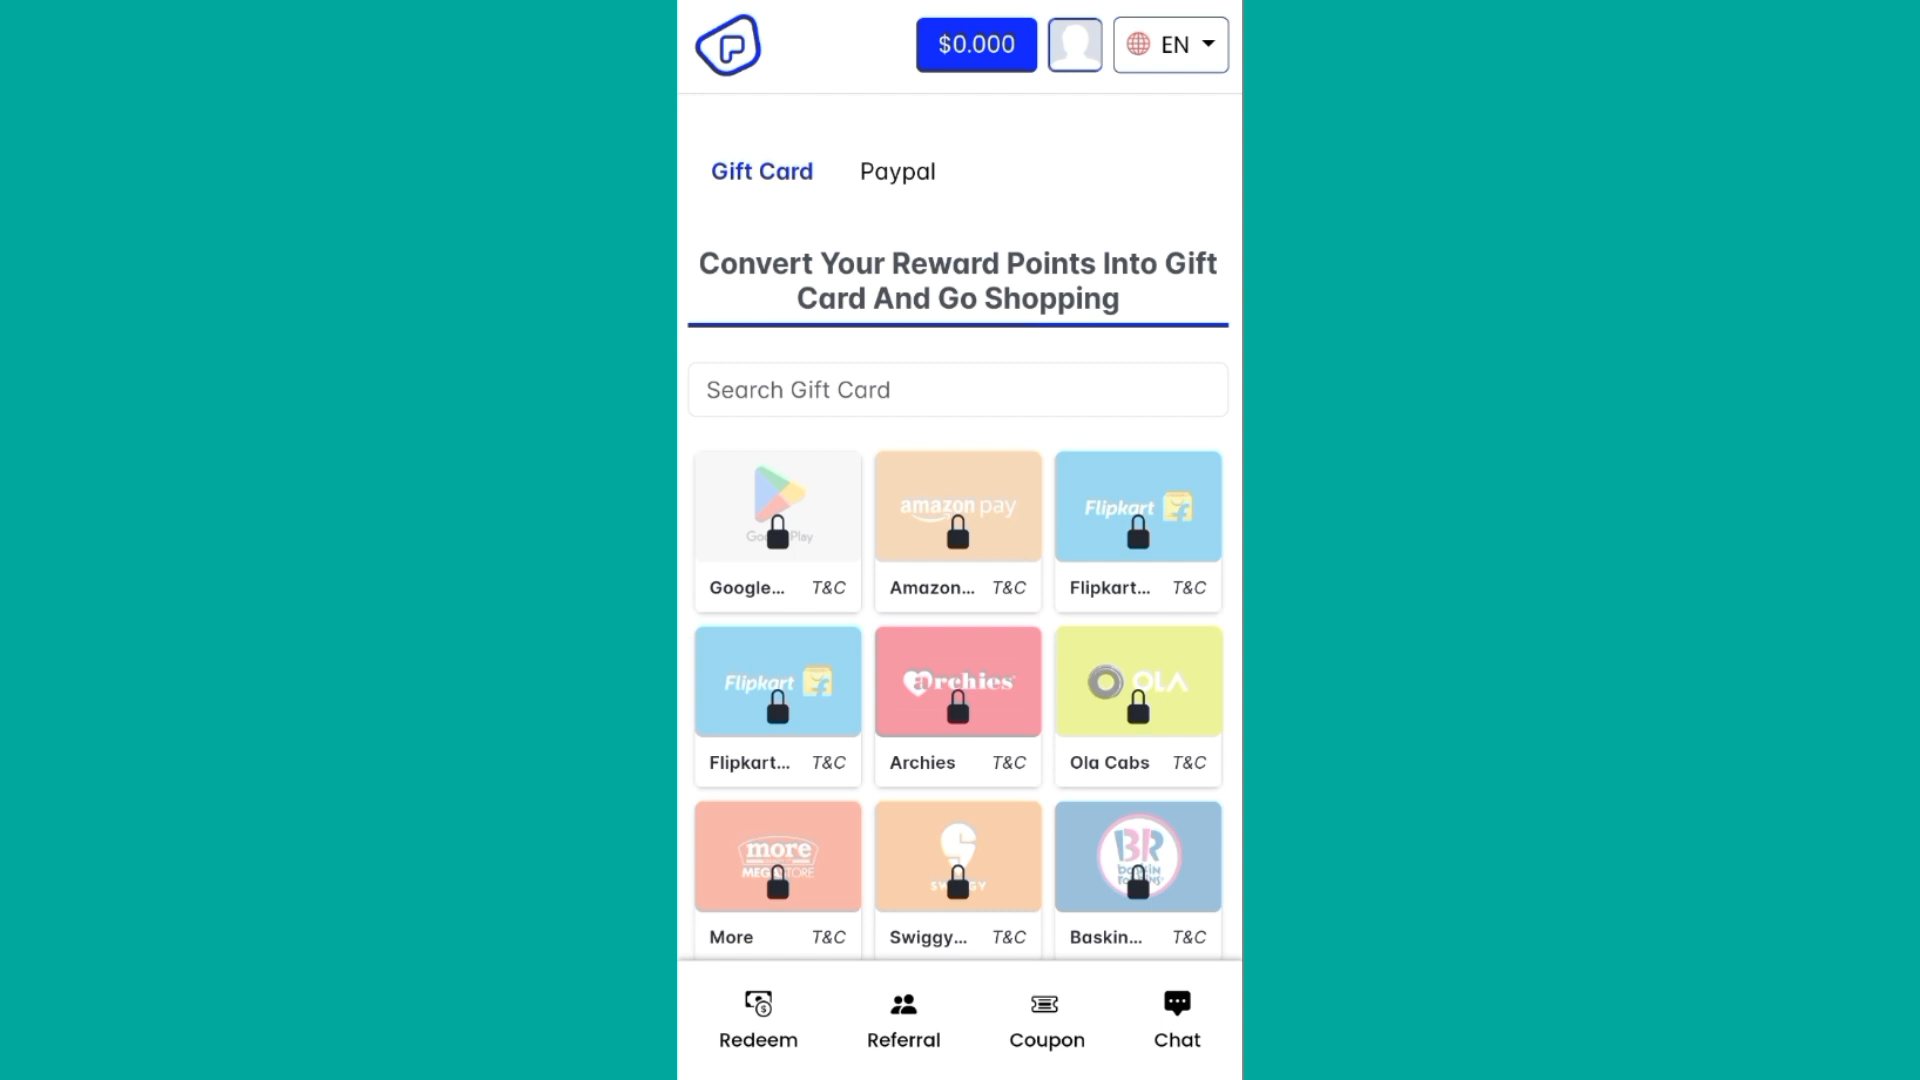 $0.000
EN
Gift Card Paypal
Convert Your Reward Points Into Gift
Card And Go Shopping
Search Gift Card
amazon pay
Flipkart
Google... T&C
Amazon... T&C
Flipkart... T&C
Flipkart
archies
OLA
Flipkart... T&C
Archies T&C
Ola Cabs T&C
more
BR
More T&C
Swiggy... T&C
Baskin... T&C
Redeem
Referral
Coupon
Chat